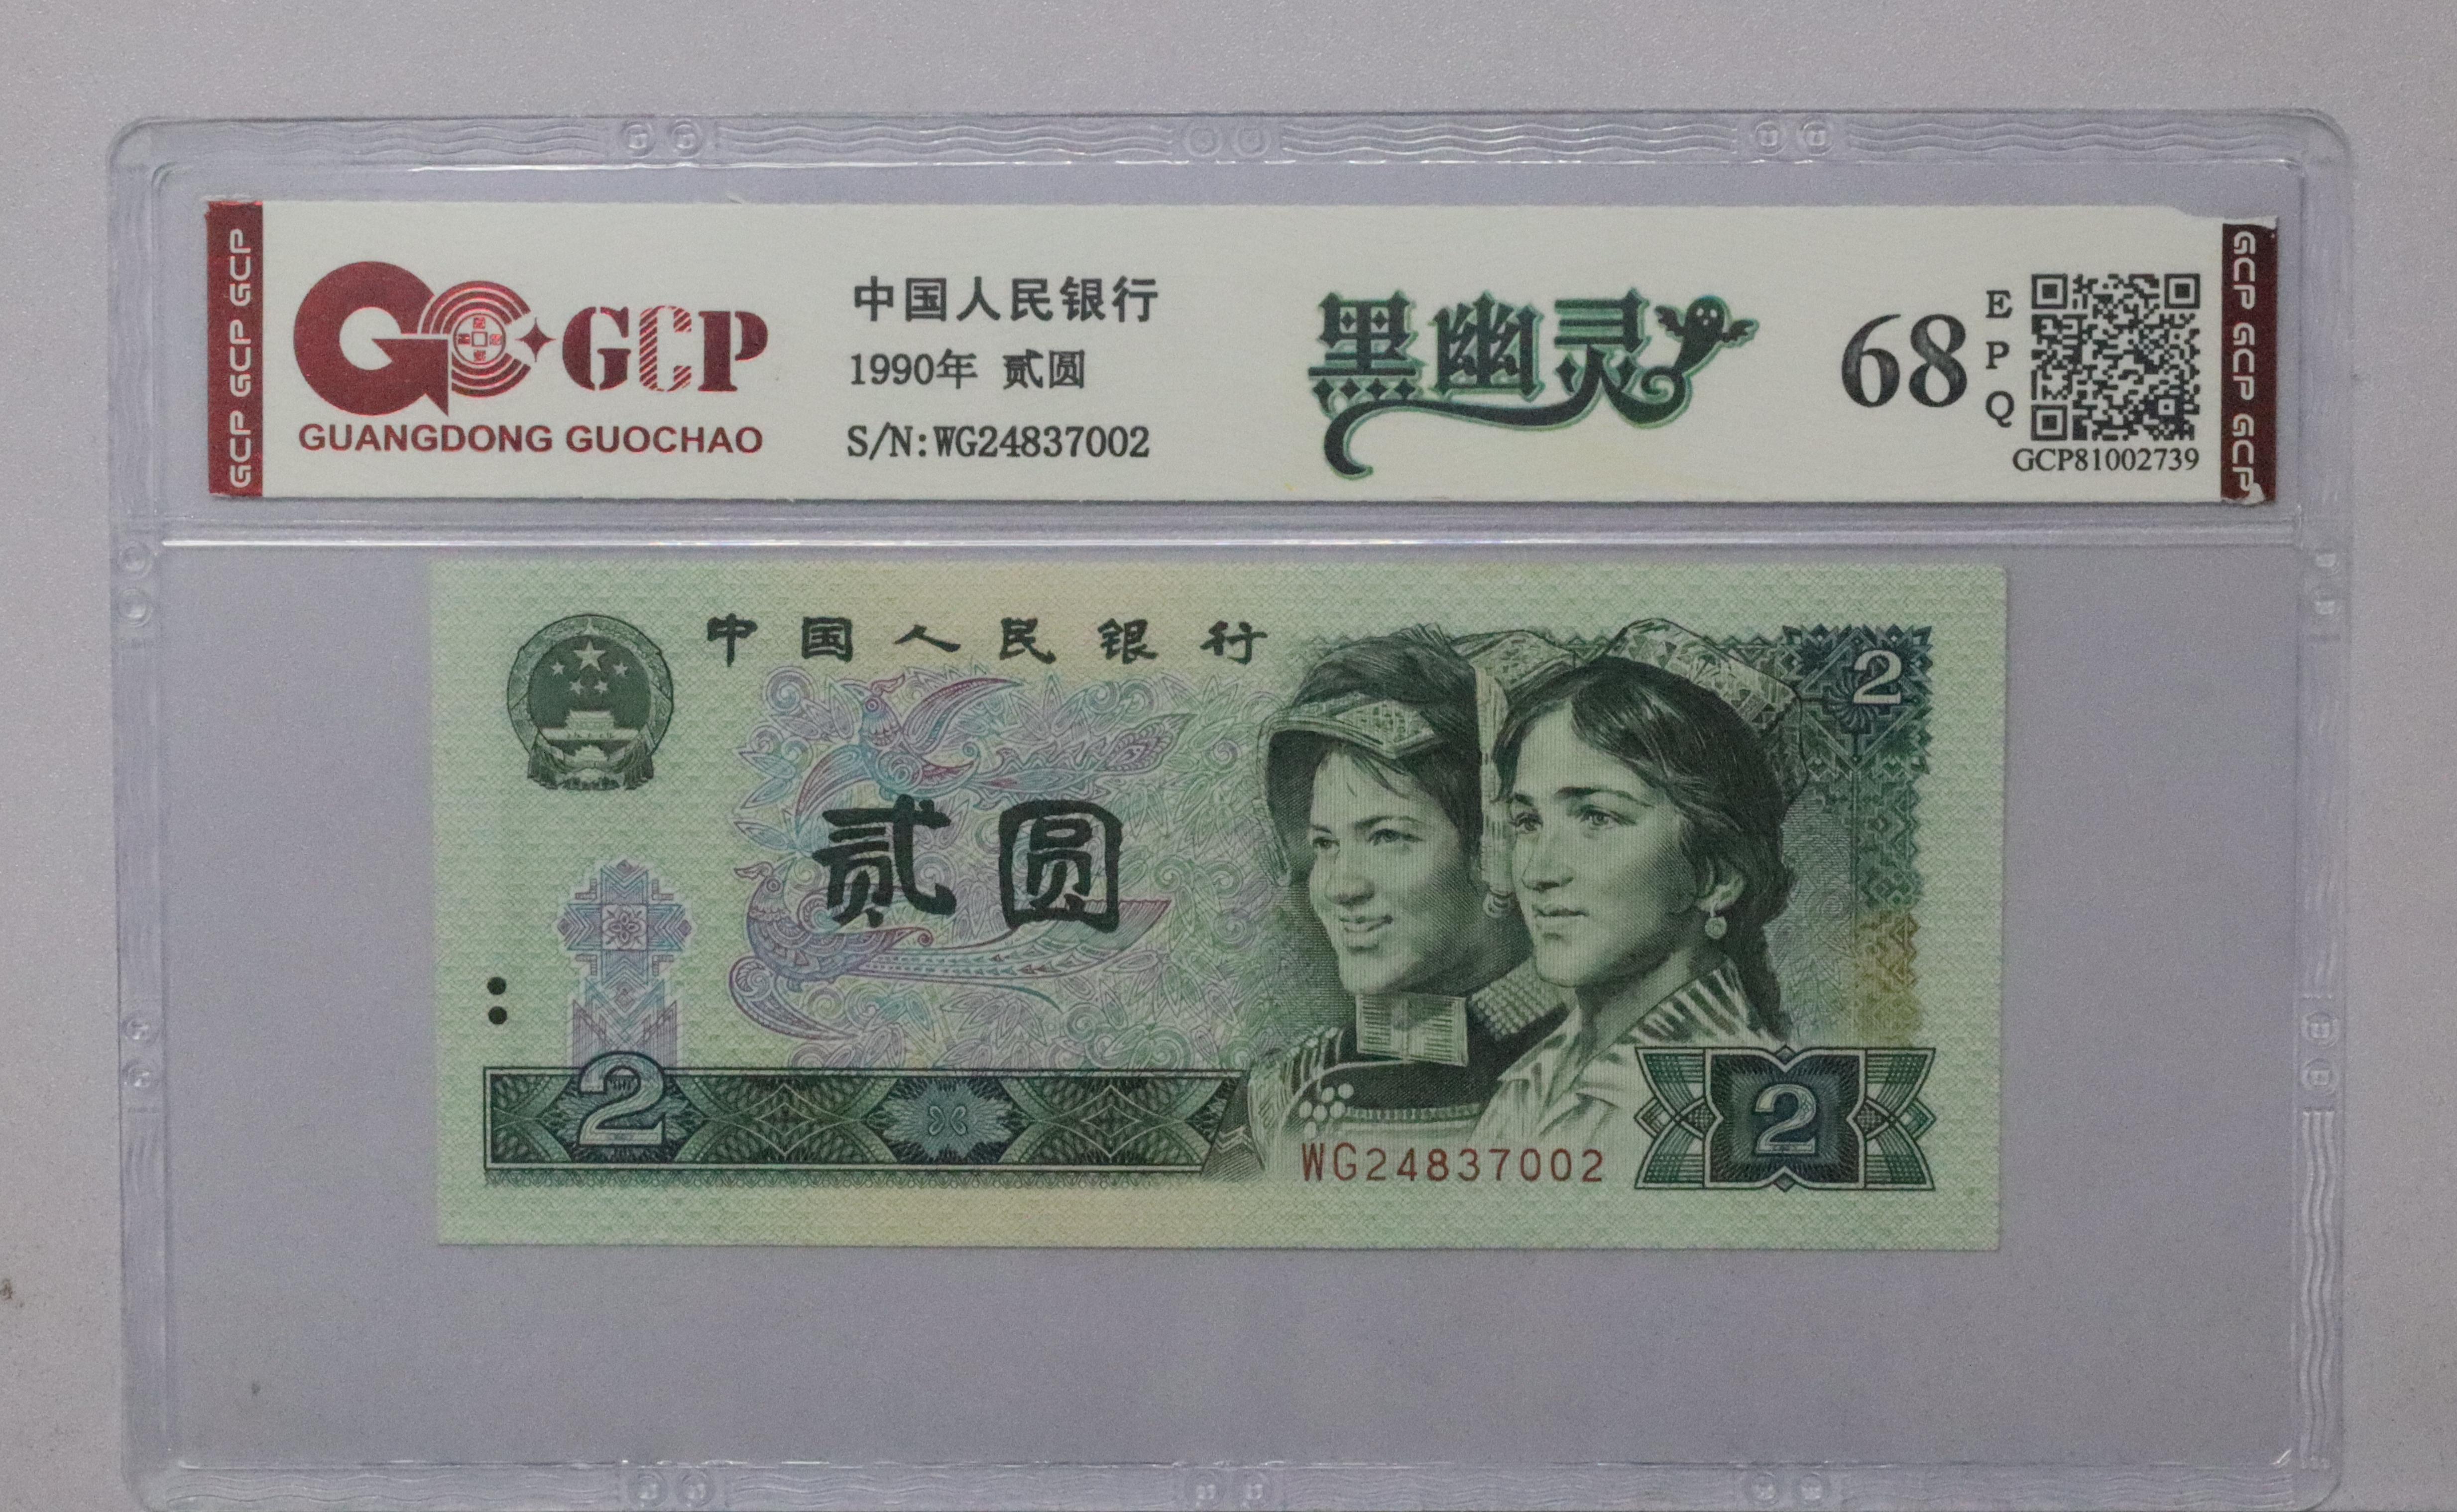 GCP GCP GCP
GCP
GUANGDONG GUOCHAO
中国人民银行
1990年 贰圆
S/N:WG24837002
黑幽灵
68
E
P
Q
GCP81002739
GCP GCP GCP
中国人民银行
2
贰圆
2
WG24837002
2